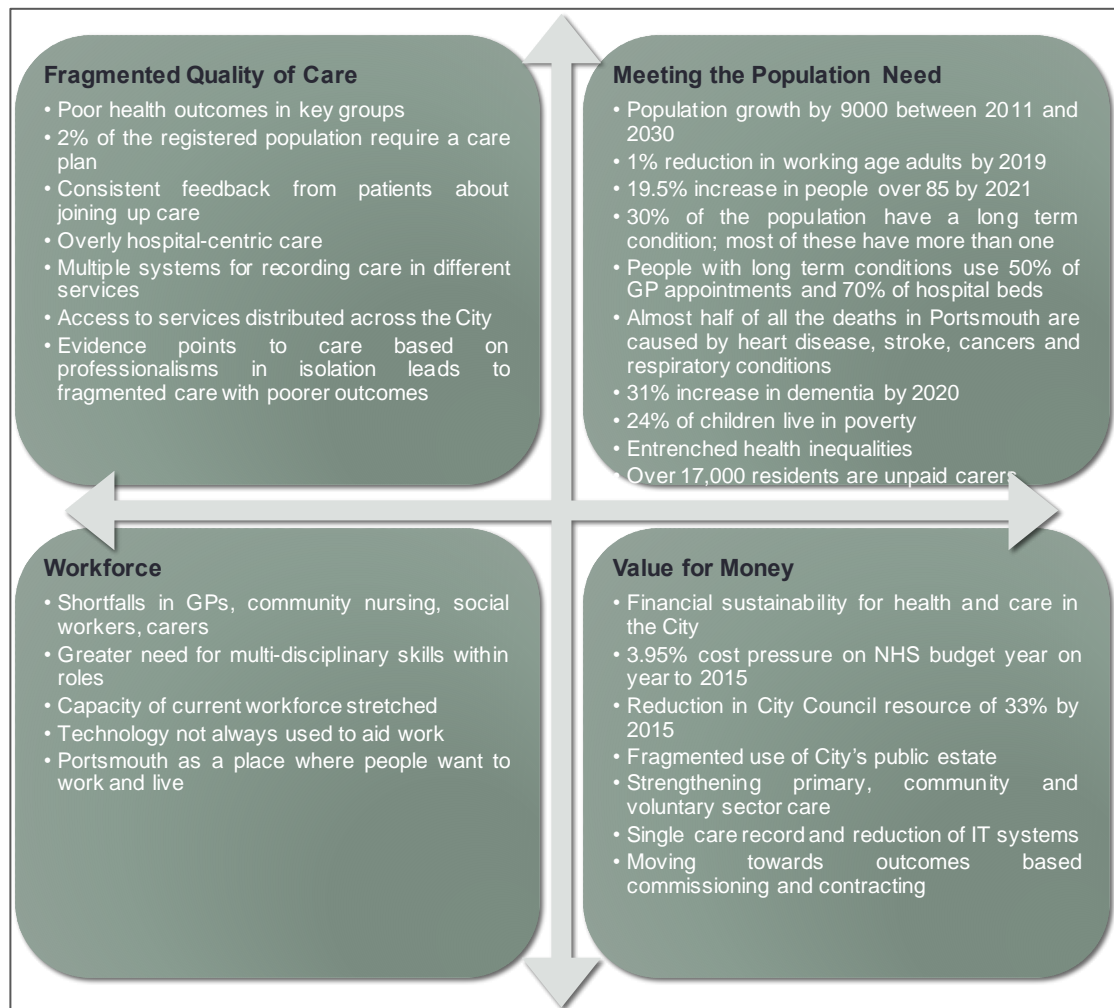 Fragmented Quality of Care
• Poor health outcomes in key groups
• 2% of the registered population require a care
plan
• Consistent feedback from patients about
joining up care
• Overly hospital-centric care
• Multiple systems for recording care in different
services
• Access to services distributed across the City
• Evidence points to care based on
professionalisms in isolation leads to
fragmented care with poorer outcomes
Meeting the Population Need
• Population growth by 9000 between 2011 and
2030
• 1% reduction in working age adults by 2019
• 19.5% increase in people over 85 by 2021
• 30% of the population have a long term
condition; most of these have more than one
• People with long term conditions use 50% of
GP appointments and 70% of hospital beds
• Almost half of all the deaths in Portsmouth are
caused by heart disease, stroke, cancers and
respiratory conditions
• 31% increase in dementia by 2020
• 24% of children live in poverty
• Entrenched health inequalities
• Over 17,000 residents are unpaid carers
Workforce
• Shortfalls in GPs, community nursing, social
workers, carers
• Greater need for multi-disciplinary skills within
roles
• Capacity of current workforce stretched
• Technology not always used to aid work
• Portsmouth as a place where people want to
work and live
Value for Money
• Financial sustainability for health and care in
the City
• 3.95% cost pressure on NHS budget year on
year to 2015
• Reduction in City Council resource of 33% by
2015
• Fragmented use of City's public estate
• Strengthening primary, community and
voluntary sector care
• Single care record and reduction of IT systems
• Moving towards outcomes based
commissioning and contracting